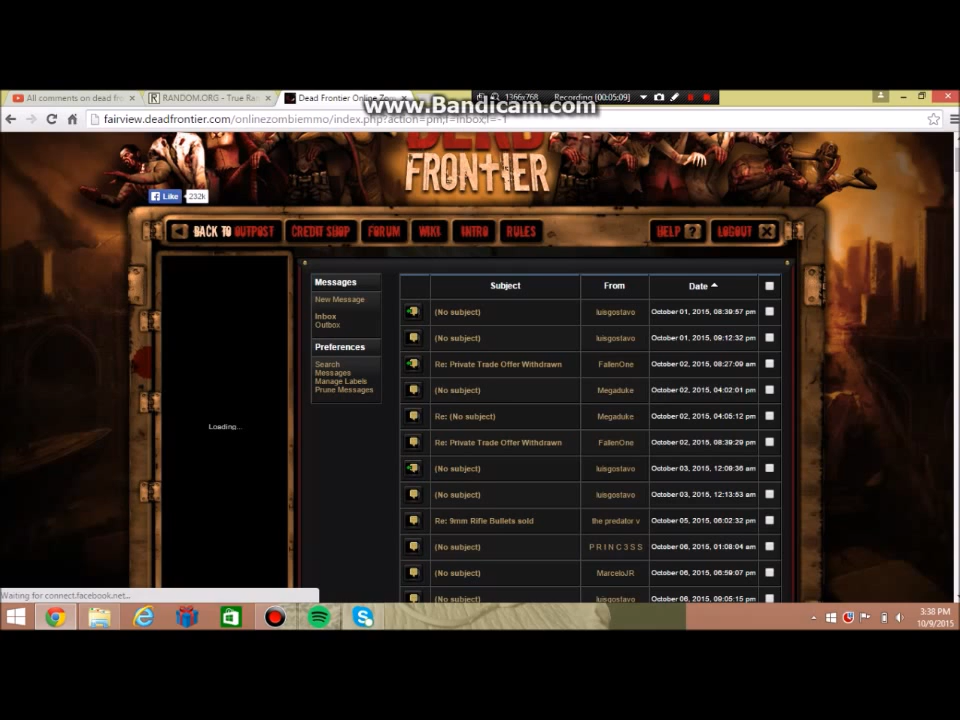 www.Bandicam.com
1366x768 Recording [00:05:09]
All comments on dead fro
RANDOM.ORG - True Ra
Dead Frontier Online Zo
fairview.deadfrontier.com/onlinezombiemmo/index.php?action=pm;f=inbox;l=-1
DEAD
FRONTIER
Like 232k
BACK TO OUTPOST CREDIT SHOP FORUM WIKI INTRO RULES HELP ? LOGOUT X
Messages
New Message
Inbox
Outbox
Preferences
Search
Messages
Manage Labels
Prune Messages
Loading...
Subject From Date
(No subject) luisgostavo October 01, 2015, 08:39:57 pm
(No subject) luisgostavo October 01, 2015, 09:12:32 pm
Re: Private Trade Offer Withdrawn FallenOne October 02, 2015, 08:27:09 am
(No subject) Megaduke October 02, 2015, 04:02:01 pm
Re: (No subject) Megaduke October 02, 2015, 04:05:12 pm
Re: Private Trade Offer Withdrawn FallenOne October 02, 2015, 08:39:29 pm
(No subject) luisgostavo October 03, 2015, 12:09:36 am
(No subject) luisgostavo October 03, 2015, 12:13:53 am
Re: 9mm Rifle Bullets sold the predator v October 05, 2015, 06:02:32 pm
(No subject) P R I N C 3 S S October 06, 2015, 01:08:04 am
(No subject) MarceloJR October 06, 2015, 06:59:07 pm
(No subject) luisgostavo October 06, 2015, 09:05:15 pm
Waiting for connect.facebook.net...
3:38 PM
10/9/2015